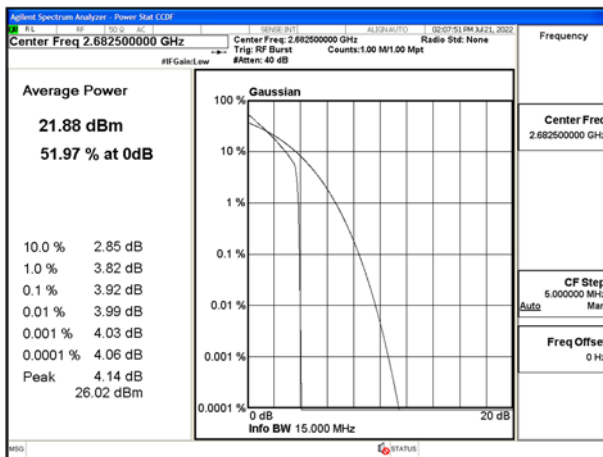 Agilent Spectrum Analyzer - Power Stat CCDF
RL RF 50 Ω AC SENSE:INT ALIGNAUTO 02:07:51 PM Jul 21, 2022
Center Freq 2.682500000 GHz
Center Freq: 2.682500000 GHz Radio Std: None
Trig: RF Burst Counts:1.00 M/1.00 Mpt
#IFGain:Low #Atten: 40 dB
Frequency
Average Power
21.88 dBm
51.97 % at 0dB
10.0 % 2.85 dB
1.0 % 3.82 dB
0.1 % 3.92 dB
0.01 % 3.99 dB
0.001 % 4.03 dB
0.0001 % 4.06 dB
Peak 4.14 dB
26.02 dBm
Gaussian
100 %
10 %
1 %
0.1 %
0.01 %
0.001 %
0.0001 %
0 dB 20 dB
Info BW 15.000 MHz
Center Freq
2.682500000 GHz
CF Step
5.000000 MHz
Auto Man
Freq Offset
0 Hz
MSG STATUS